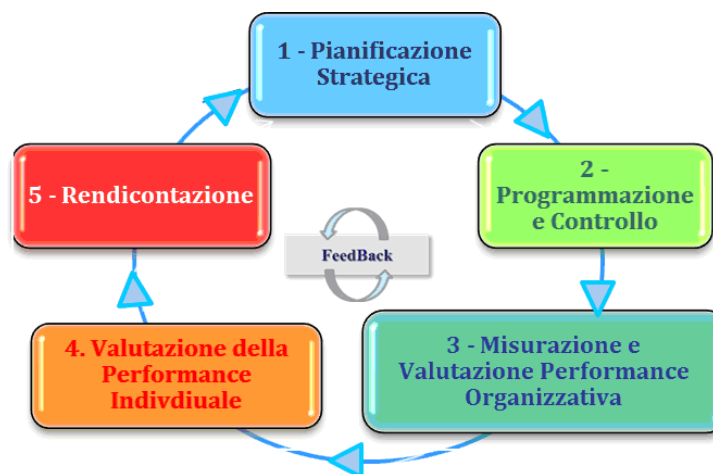 1 - Pianificazione
Strategica
2 -
Programmazione
e Controllo
3 - Misurazione e
Valutazione Performance
Organizzativa
4. Valutazione della
Performance
Indivdiuale
5 - Rendicontazione
FeedBack